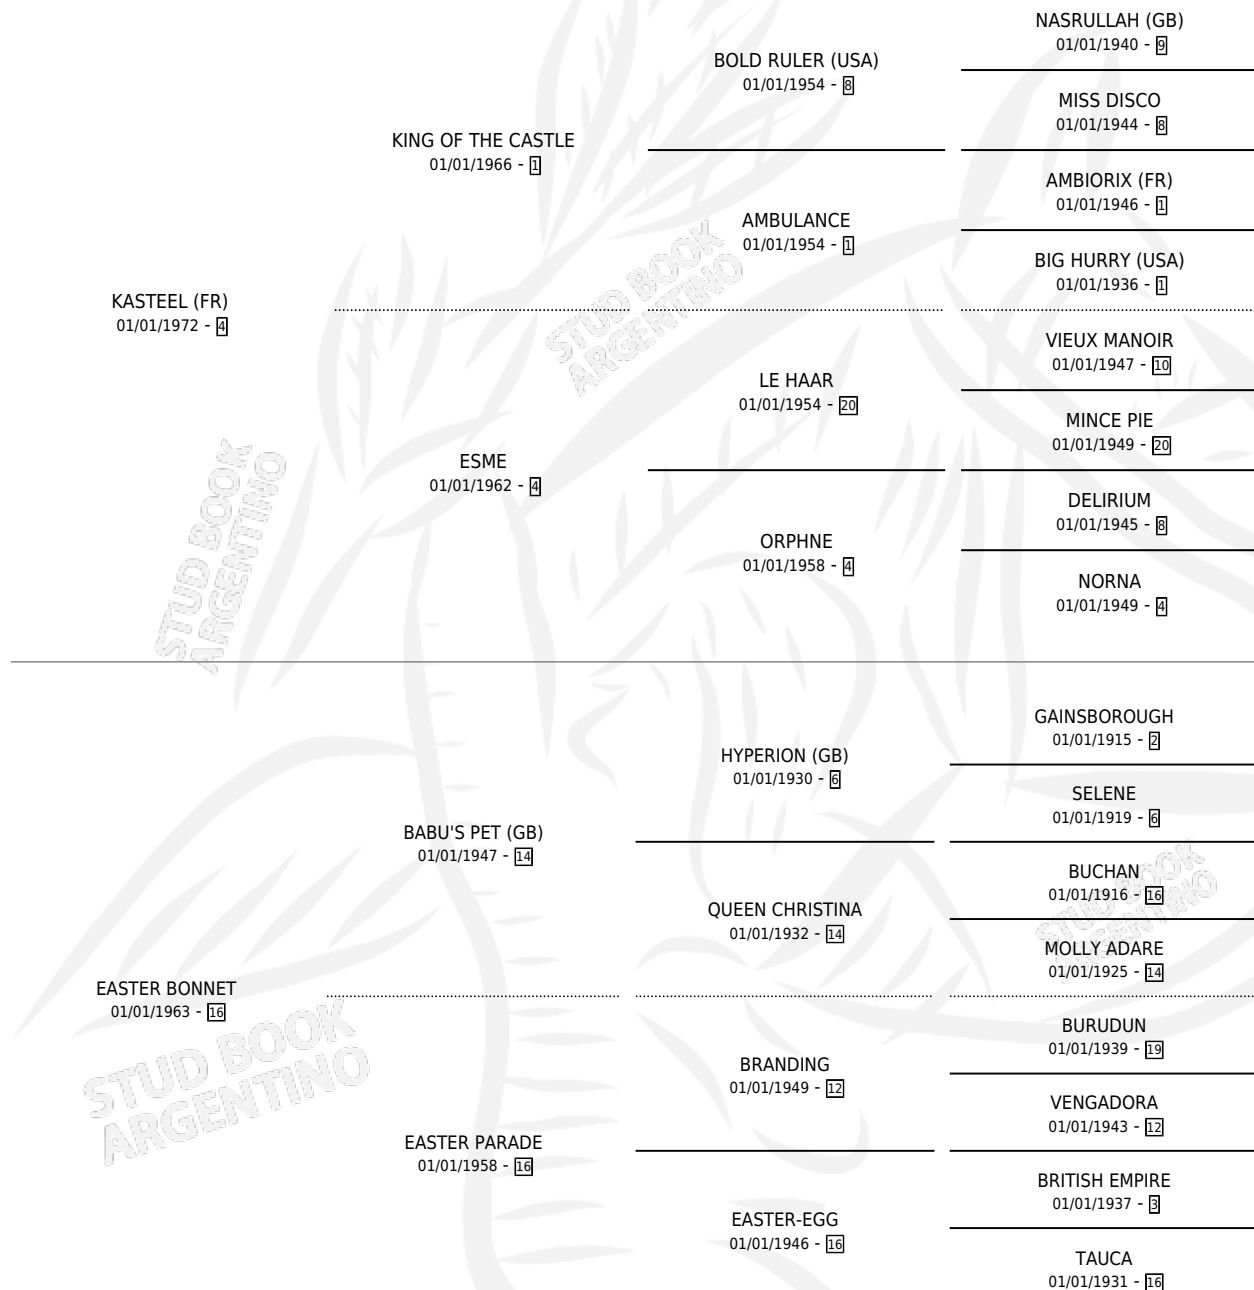 NASRULLAH (GB)
01/01/1940 - 9
BOLD RULER (USA)
01/01/1954 - 8
MISS DISCO
01/01/1944 - 8
KING OF THE CASTLE
01/01/1966 - 1
AMBIORIX (FR)
01/01/1946 - 1
AMBULANCE
01/01/1954 - 1
BIG HURRY (USA)
01/01/1936 - 1
KASTEEL (FR)
01/01/1972 - 4
VIEUX MANOIR
01/01/1947 - 10
LE HAAR
01/01/1954 - 20
MINCE PIE
01/01/1949 - 20
ESME
01/01/1962 - 4
DELIRIUM
01/01/1945 - 8
ORPHNE
01/01/1958 - 4
NORNA
01/01/1949 - 4
GAINSBOROUGH
01/01/1915 - 2
HYPERION (GB)
01/01/1930 - 6
SELENE
01/01/1919 - 6
BABU'S PET (GB)
01/01/1947 - 14
BUCHAN
01/01/1916 - 16
QUEEN CHRISTINA
01/01/1932 - 14
MOLLY ADARE
01/01/1925 - 14
EASTER BONNET
01/01/1963 - 16
BURUDUN
01/01/1939 - 19
BRANDING
01/01/1949 - 12
VENGADORA
01/01/1943 - 12
EASTER PARADE
01/01/1958 - 16
BRITISH EMPIRE
01/01/1937 - 3
EASTER-EGG
01/01/1946 - 16
TAUCA
01/01/1931 - 16
STUD BOOK
ARGENTINO
STUD BOOK
ARGENTINO
STUD BOOK
ARGENTINO
STUD BOOK
ARGENTINO